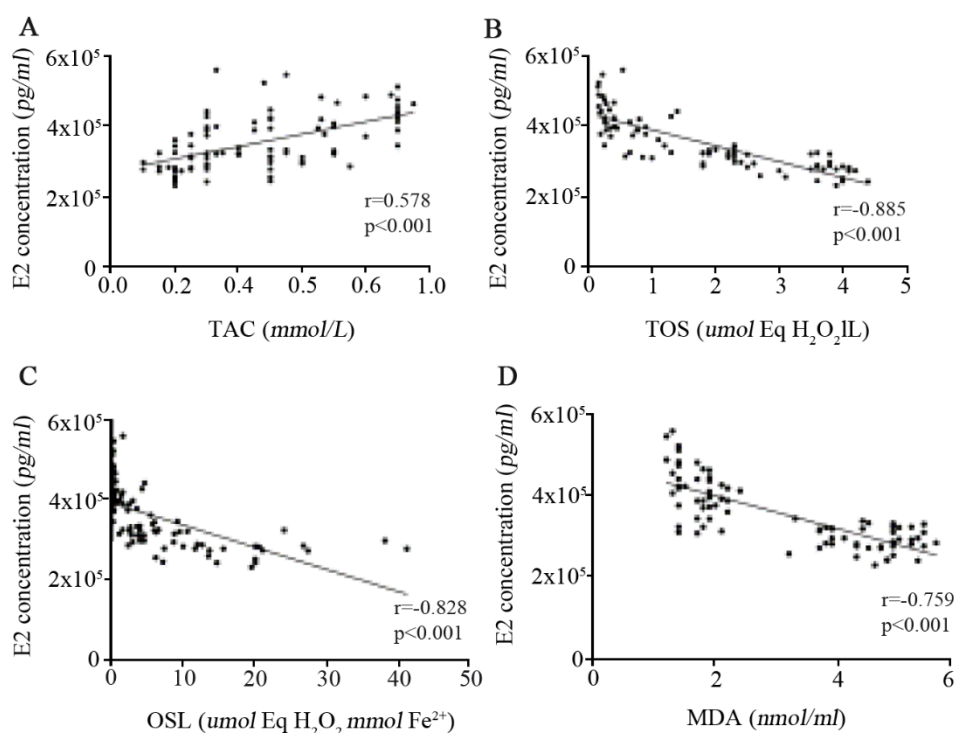 A
E2 concentration (pg/ml)
6x10⁵
4x10⁵
2x10⁵
0
r=0.578
p<0.001
0.0 0.2 0.4 0.5 0.6 1.0
TAC (mmol/L)
B
E2 concentration (pg/ml)
6x10⁵
4x10⁵
2x10⁵
0
r=-0.885
p<0.001
0 1 2 3 4 5
TOS (umol Eq H₂O₂lL)
C
E2 concentration (pg/ml)
6x10⁵
4x10⁵
2x10⁵
0
r=-0.828
p<0.001
0 10 20 30 40 50
OSL (umol Eq H₂O₂, mmol Fe²⁺)
D
E2 concentration (pg/ml)
6x10⁵
4x10⁵
2x10⁵
0
r=-0.759
p<0.001
2 4 6
MDA (nmol/ml)